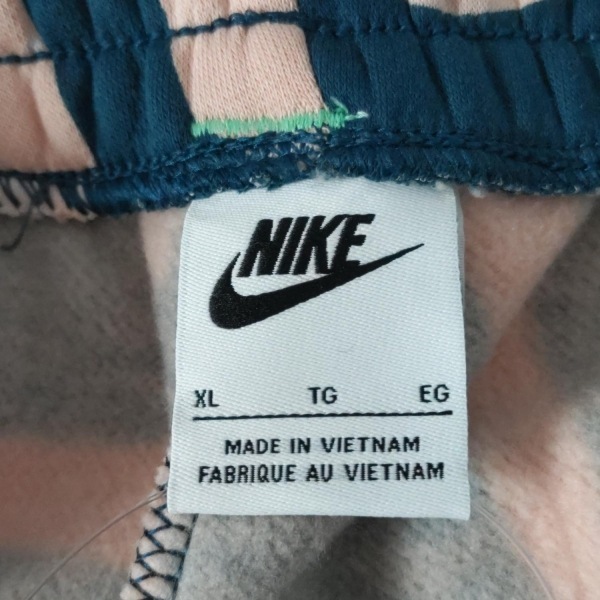 NIKE
XL TG EG
MADE IN VIETNAM
FABRIQUE AU VIETNAM